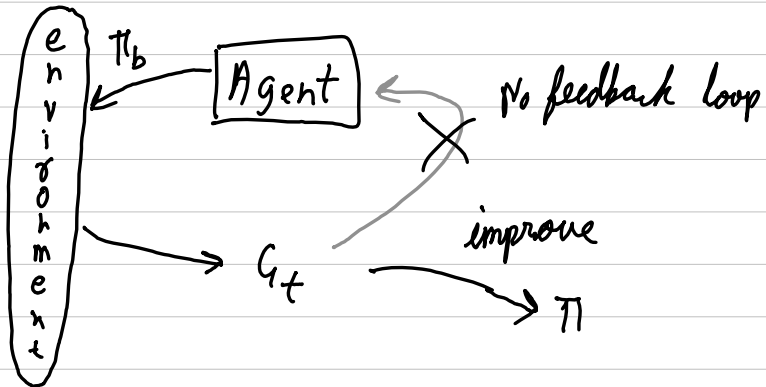 environment
πb
Agent
No feedback loop
improve
Gt
π